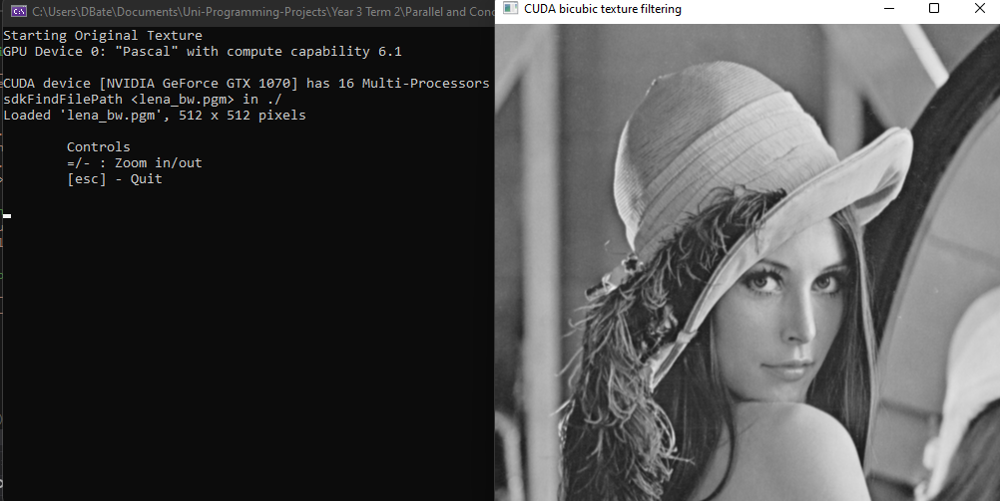 C:\Users\DBate\Documents\Uni-Programming-Projects\Year 3 Term 2\Parallel and Conc
CUDA bicubic texture filtering
Starting Original Texture
GPU Device 0: "Pascal" with compute capability 6.1
CUDA device [NVIDIA GeForce GTX 1070] has 16 Multi-Processors
sdkFindFilePath <lena_bw.pgm> in ./
Loaded 'lena_bw.pgm', 512 x 512 pixels
Controls
=/- : Zoom in/out
[esc] - Quit